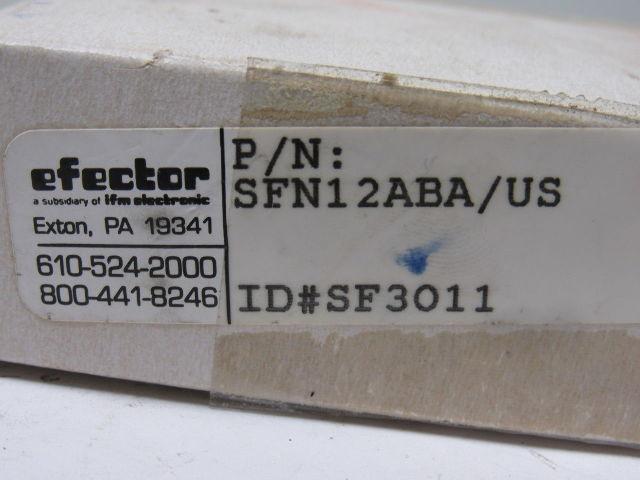 efector
a subsidiary of ifm electronic
Exton, PA 19341
610-524-2000
800-441-8246
P/N:
SFN12ABA/US
ID#SF3011